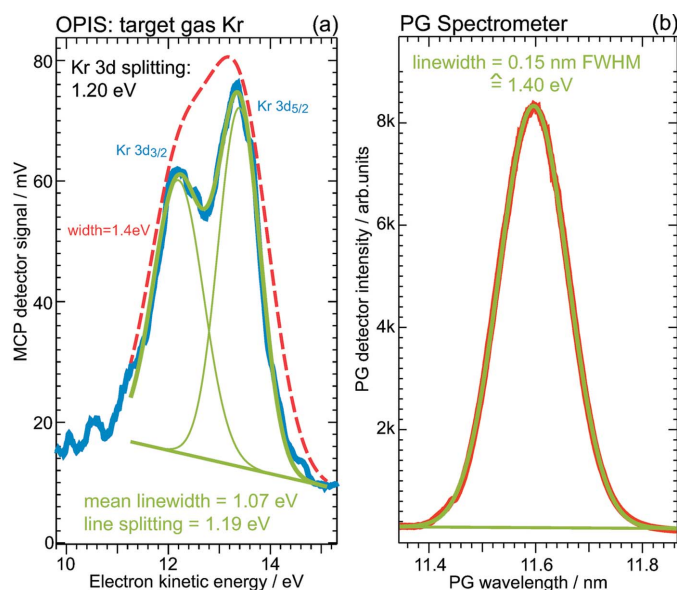 OPIS: target gas Kr (a)
Kr 3d splitting:
1.20 eV
Kr 3d5/2
Kr 3d3/2
width=1.4eV
mean linewidth = 1.07 eV
line splitting = 1.19 eV
MCP detector signal / mV
80
60
40
20
0
10 11 12 13 14
Electron kinetic energy / eV
PG Spectrometer (b)
linewidth = 0.15 nm FWHM
≙ 1.40 eV
PG detector intensity / arb.units
8k
6k
4k
2k
11.4 11.6 11.8
PG wavelength / nm